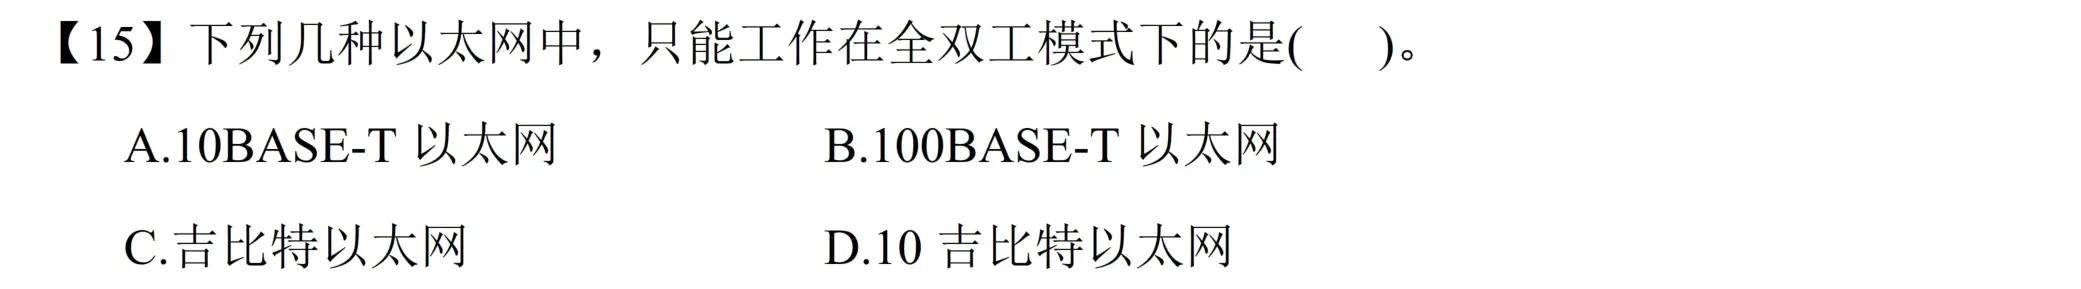 【15】下列几种以太网中，只能工作在全双工模式下的是(    )。
A.10BASE-T 以太网    B.100BASE-T 以太网
C.吉比特以太网    D.10 吉比特以太网